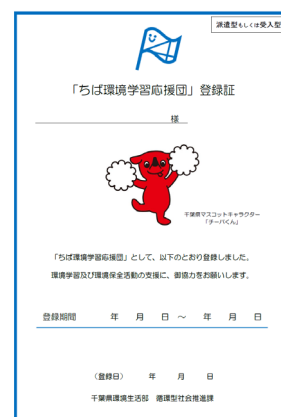 派遣型もしくは受入型
「ちば環境学習応援団」登録証
様
千葉県マスコットキャラクター
「チーバくん」
「ちば環境学習応援団」として、以下のとおり登録しました。
環境学習及び環境保全活動の支援に、御協力をお願いします。
登録期間　　年　月　日　～　年　月　日
（登録日）　　年　月　日
千葉県環境生活部　循環型社会推進課